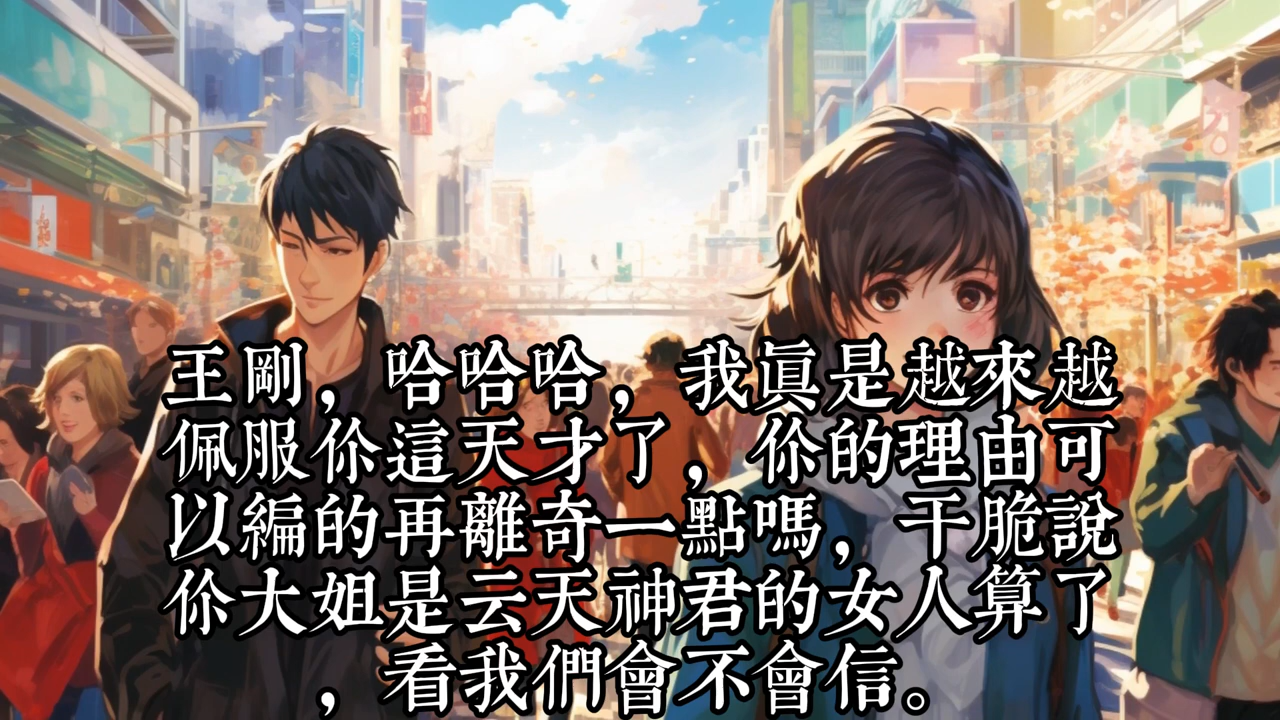 王剛，哈哈哈，我眞是越來越
佩服你這天才了，你的理由可
以編的再離奇一點嗎，干脆說
你大姐是云天神君的女人算了
，看我們會不會信。